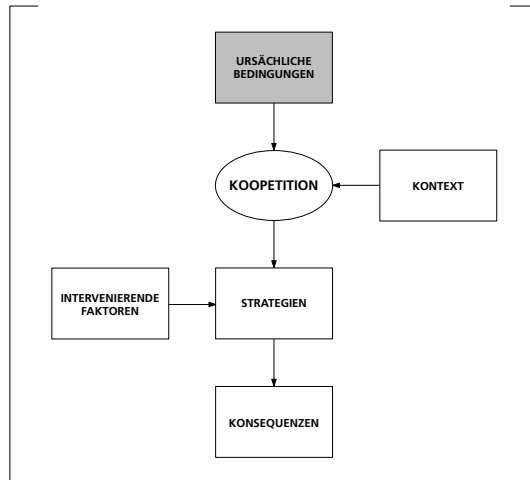 URSÄCHLICHE
BEDINGUNGEN
KOOPETITION
KONTEXT
INTERVENIERENDE
FAKTOREN
STRATEGIEN
KONSEQUENZEN